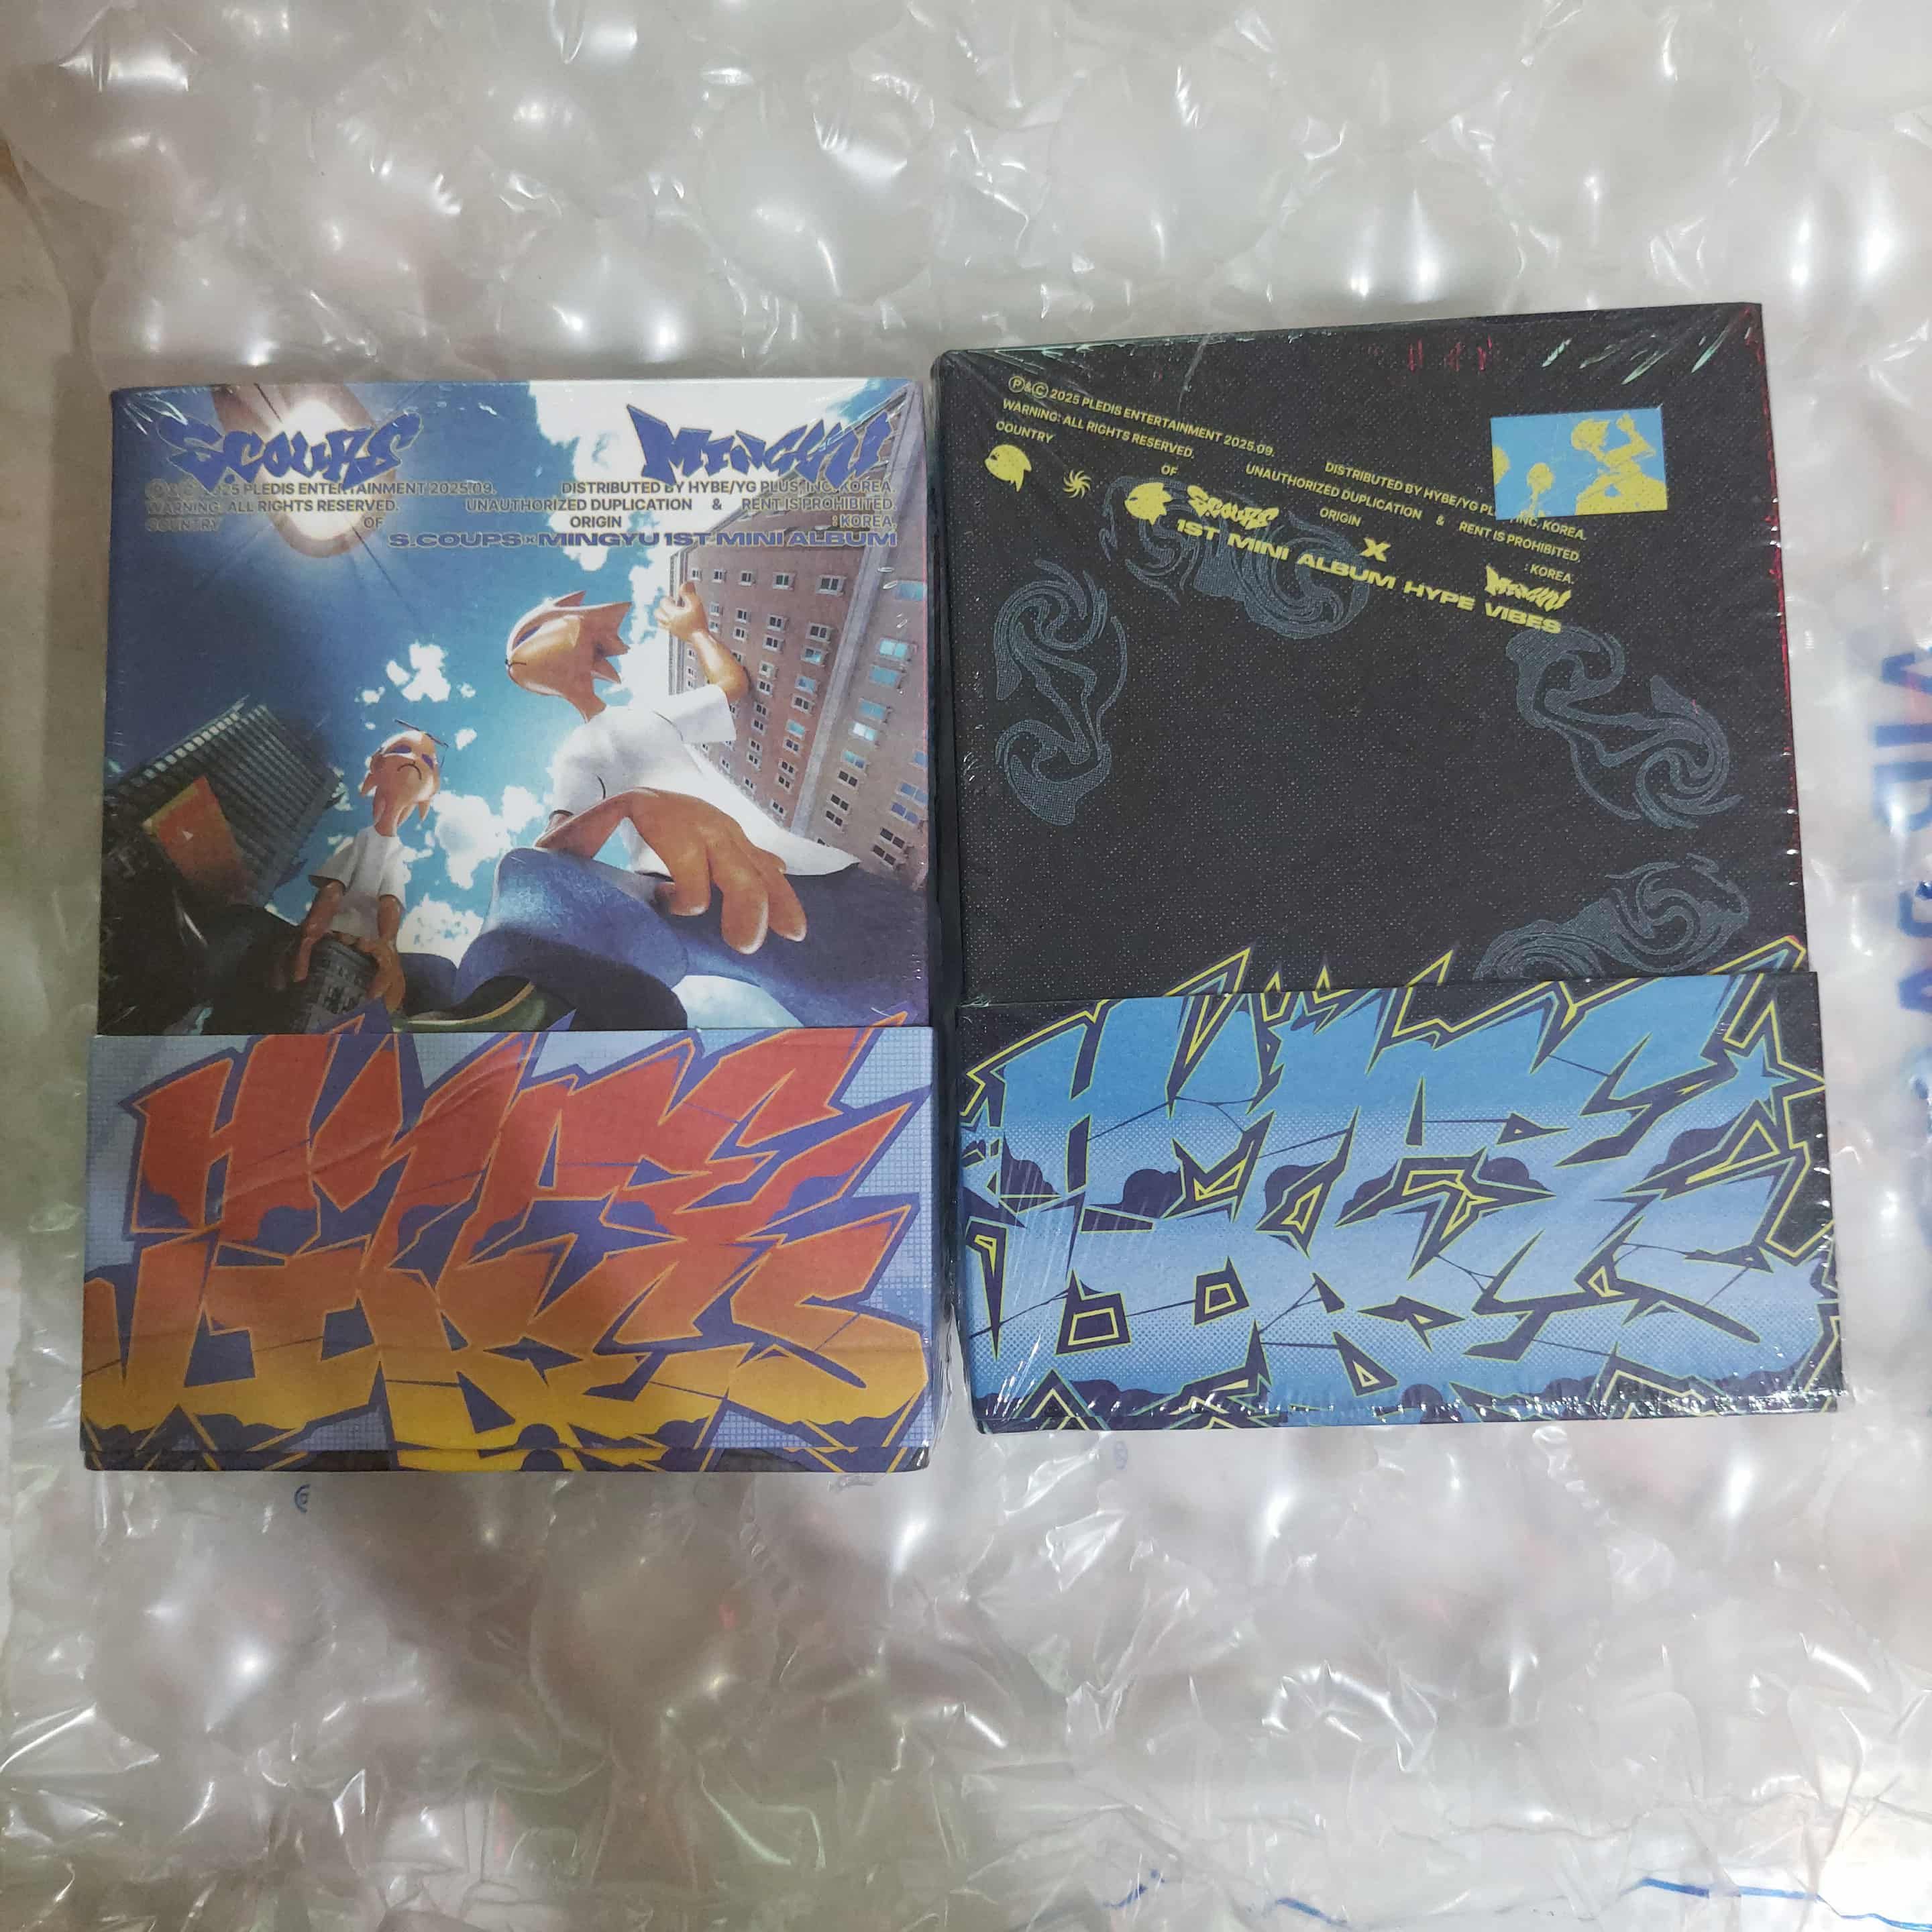 S.COUPS MINGYU
Ⓟ&Ⓒ 2025 PLEDIS ENTERTAINMENT 2025.09. DISTRIBUTED BY HYBE/YG PLUS, INC. KOREA.
WARNING: ALL RIGHTS RESERVED. UNAUTHORIZED DUPLICATION & RENT IS PROHIBITED.
COUNTRY OF ORIGIN : KOREA.
S.COUPS × MINGYU 1ST MINI ALBUM
HYPE
VIBES
Ⓟ&Ⓒ 2025 PLEDIS ENTERTAINMENT 2025.09. DISTRIBUTED BY HYBE/YG PLUS, INC. KOREA.
WARNING: ALL RIGHTS RESERVED. UNAUTHORIZED DUPLICATION & RENT IS PROHIBITED.
COUNTRY OF ORIGIN : KOREA.
S.COUPS X MINGYU
1ST MINI ALBUM HYPE VIBES
HYPE
VIBES